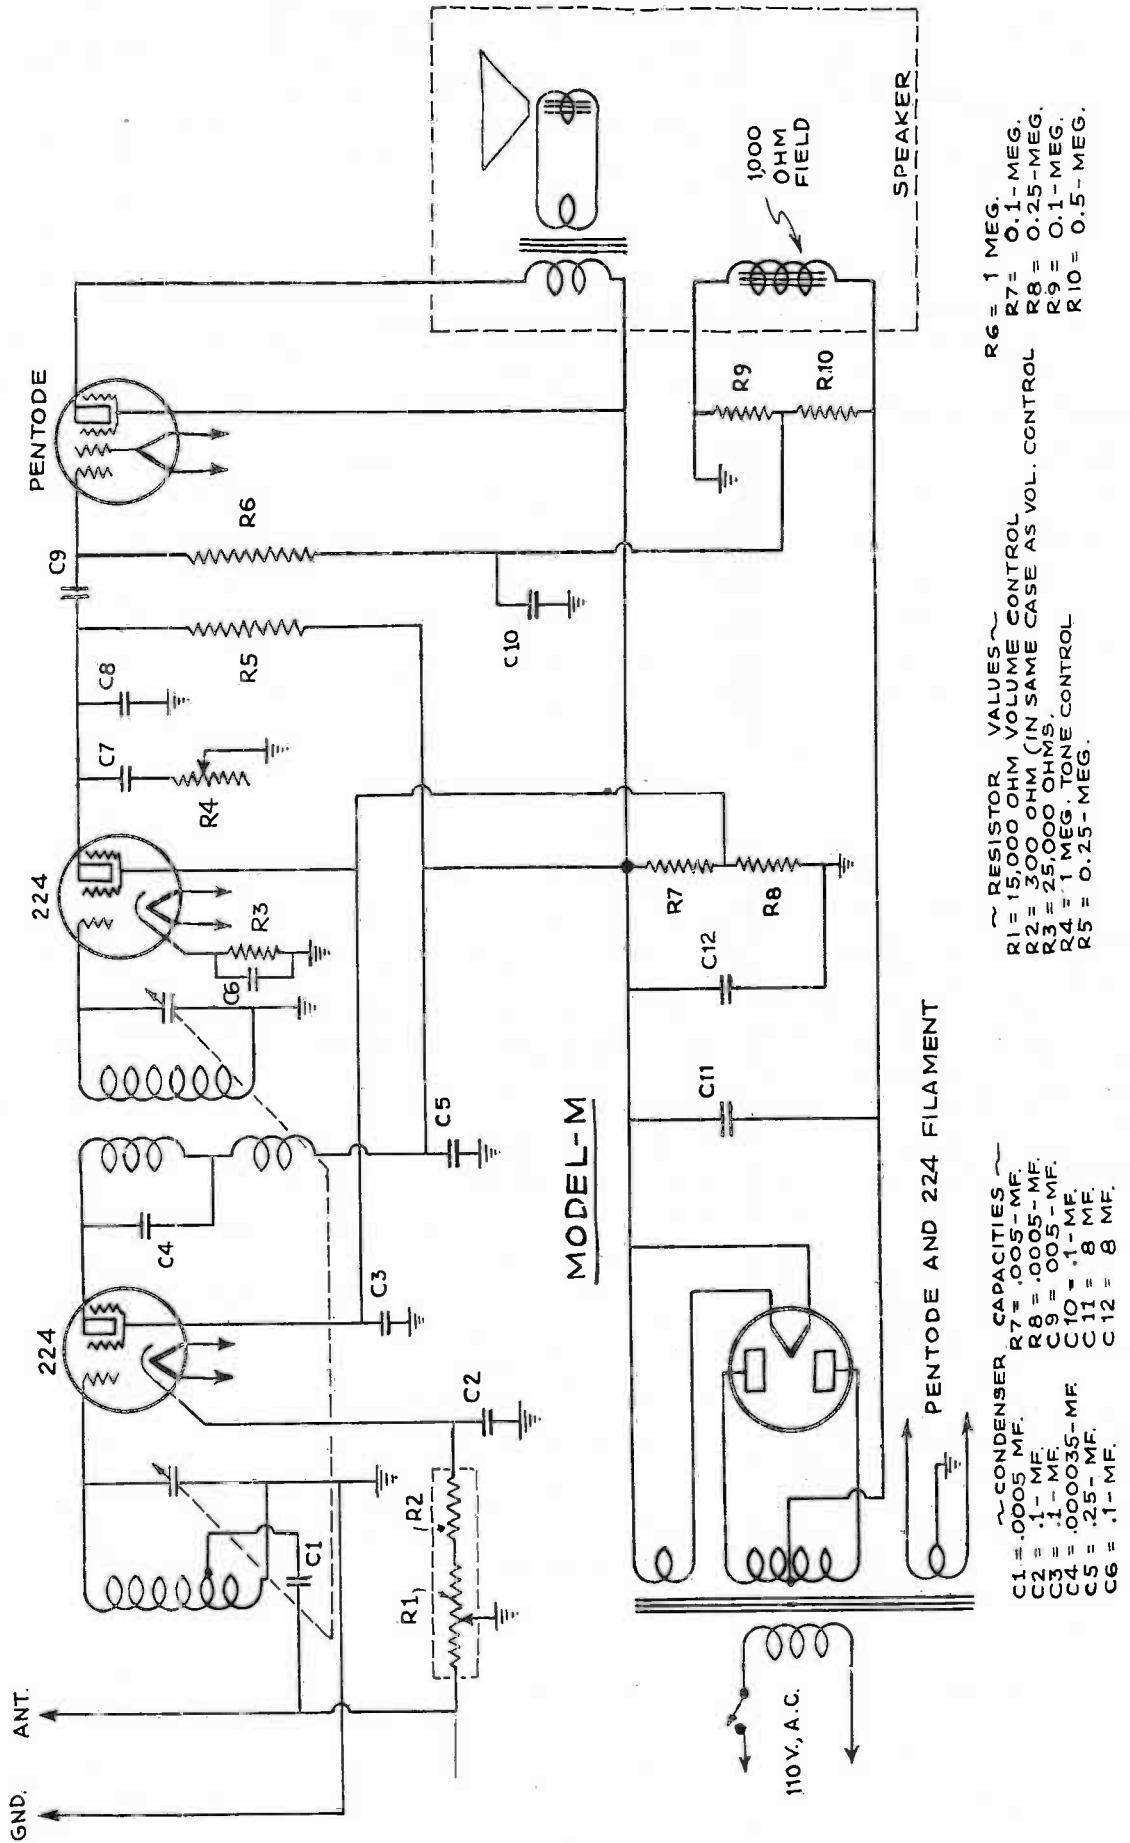 GND.
ANT.
C1
R1
R2
C2
224
C3
C4
C5
224
C6
R3
R4
C7
C8
R5
C9
R6
C10
PENTODE
MODEL-M
110 V., A.C.
C11
C12
R7
R8
R9
R10
1,000
OHM
FIELD
SPEAKER
PENTODE AND 224 FILAMENT
~CONDENSER CAPACITIES~
C1 = .0005 MF.
C2 = .1-MF.
C3 = .1-MF.
C4 = .000035-MF.
C5 = .25-MF.
C6 = .1-MF.
R7 = .005-MF.
R8 = .0005-MF.
C9 = .005-MF.
C10 = .1-MF.
C11 = 8 MF.
C12 = 8 MF.
~ RESISTOR VALUES~
R1 = 15,000 OHM VOLUME CONTROL
R2 = 300 OHM (IN SAME CASE AS VOL. CONTROL
R3 = 25,000 OHMS.
R4 = 1 MEG. TONE CONTROL
R5 = 0.25-MEG.
R6 = 1 MEG.
R7 = 0.1-MEG.
R8 = 0.25-MEG.
R9 = 0.1-MEG.
R10 = 0.5-MEG.